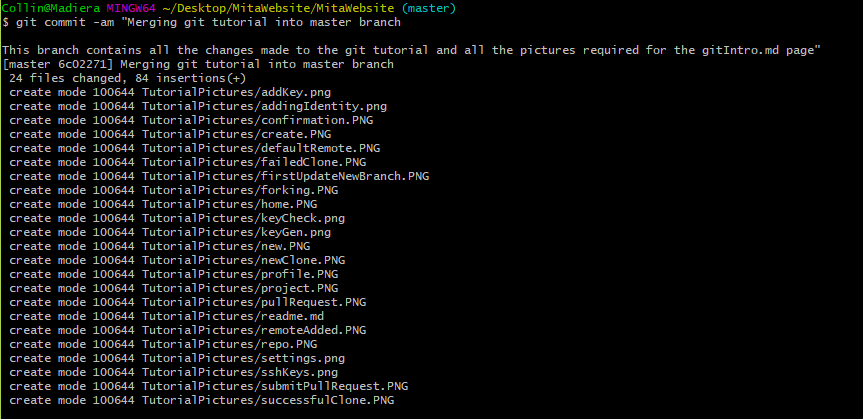 Collin@Madiera MINGW64 ~/Desktop/MitaWebsite/MitaWebsite (master)
$ git commit -am "Merging git tutorial into master branch
This branch contains all the changes made to the git tutorial and all the pictures required for the gitIntro.md page"
[master 6c02271] Merging git tutorial into master branch
24 files changed, 84 insertions(+)
create mode 100644 TutorialPictures/addKey.png
create mode 100644 TutorialPictures/addingIdentity.png
create mode 100644 TutorialPictures/confirmation.PNG
create mode 100644 TutorialPictures/create.PNG
create mode 100644 TutorialPictures/defaultRemote.PNG
create mode 100644 TutorialPictures/failedClone.PNG
create mode 100644 TutorialPictures/firstUpdateNewBranch.PNG
create mode 100644 TutorialPictures/forking.PNG
create mode 100644 TutorialPictures/home.PNG
create mode 100644 TutorialPictures/keyCheck.png
create mode 100644 TutorialPictures/keyGen.png
create mode 100644 TutorialPictures/new.PNG
create mode 100644 TutorialPictures/newClone.PNG
create mode 100644 TutorialPictures/profile.PNG
create mode 100644 TutorialPictures/project.PNG
create mode 100644 TutorialPictures/pullRequest.PNG
create mode 100644 TutorialPictures/readme.md
create mode 100644 TutorialPictures/remoteAdded.PNG
create mode 100644 TutorialPictures/repo.PNG
create mode 100644 TutorialPictures/settings.png
create mode 100644 TutorialPictures/sshKeys.png
create mode 100644 TutorialPictures/submitPullRequest.PNG
create mode 100644 TutorialPictures/successfulClone.PNG